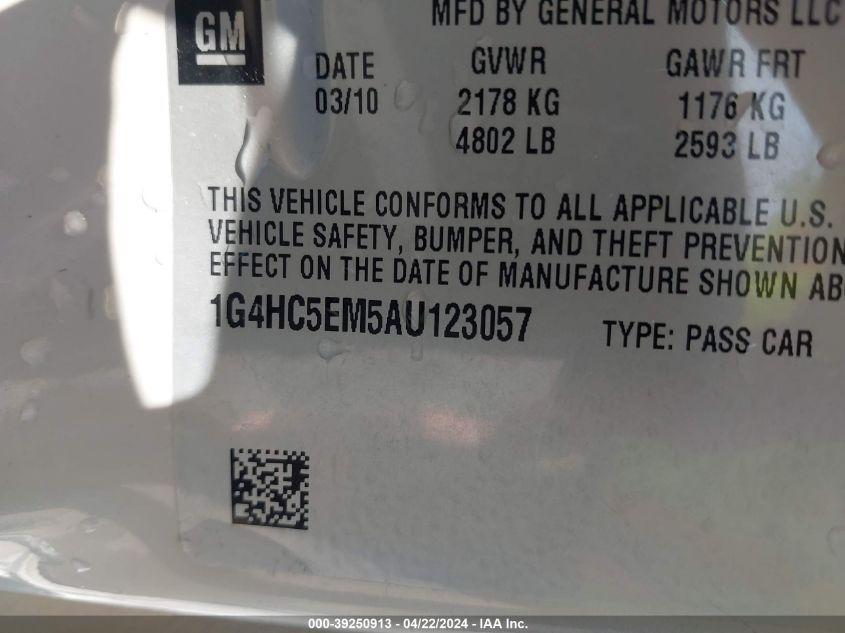 GM
MFD BY GENERAL MOTORS LLC
DATE GVWR GAWR FRT
03/10 2178 KG 1176 KG
4802 LB 2593 LB
THIS VEHICLE CONFORMS TO ALL APPLICABLE U.S.
VEHICLE SAFETY, BUMPER, AND THEFT PREVENTION
EFFECT ON THE DATE OF MANUFACTURE SHOWN
1G4HC5EM5AU123057 TYPE: PASS CAR
000-39250913 - 04/22/2024 - IAA Inc.